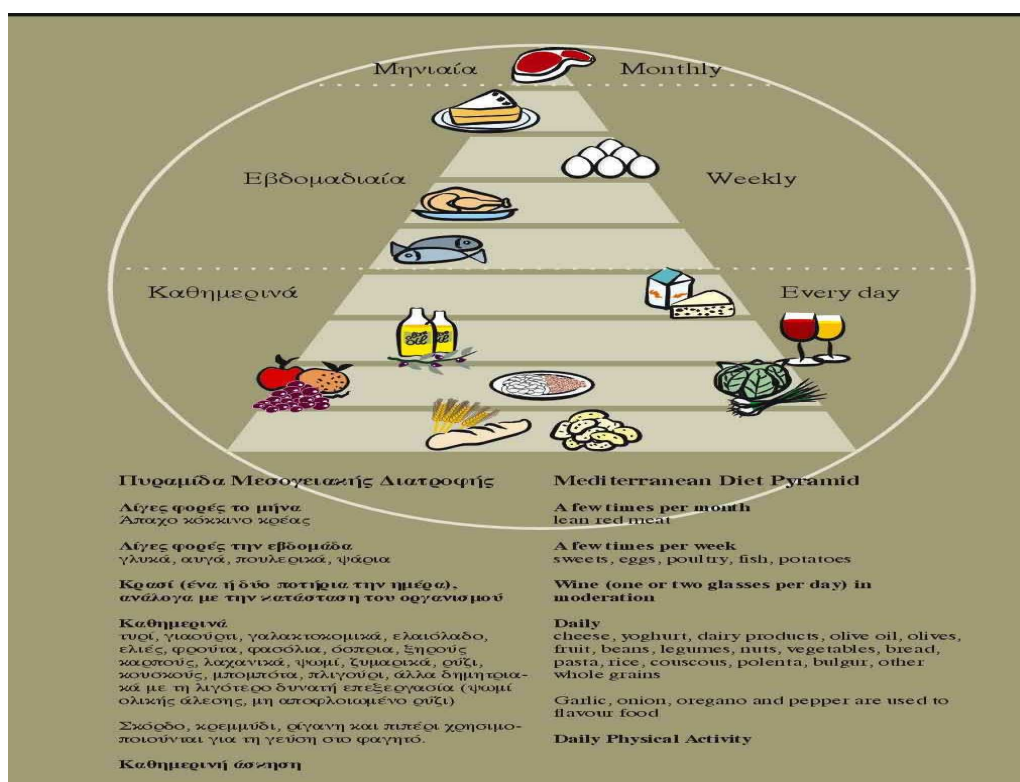 Μηνιαία
Monthly
Εβδομαδιαία
Weekly
Καθημερινά
Every day
Πυραμίδα Μεσογειακής Διατροφής
Λίγες φορές το μήνα
Άπαχο κόκκινο κρέας
Λίγες φορές την εβδομάδα
γλυκά, αυγά, πουλερικά, ψάρια
Κρασί (ένα ή δύο ποτήρια την ημέρα),
ανάλογα με την κατάσταση του οργανισμού
Καθημερινά
τυρί, γιαούρτι, γαλακτοκομικά, ελαιόλαδο,
ελιές, φρούτα, φασόλια, όσπρια, ξηρούς
καρπούς, λαχανικά, ψωμί, ζυμαρικά, ρύζι,
κουσκούς, μπομπότα, πλιγούρι, άλλα δημητρια-
κά με τη λιγότερο δυνατή επεξεργασία (ψωμί
ολικής άλεσης, μη αποφλοιωμένο ρύζι)
Σκόρδο, κρεμμύδι, ρίγανη και πιπέρι χρησιμο-
ποιούνται για τη γεύση στο φαγητό.
Καθημερινή άσκηση
Mediterranean Diet Pyramid
A few times per month
lean red meat
A few times per week
sweets, eggs, poultry, fish, potatoes
Wine (one or two glasses per day) in
moderation
Daily
cheese, yoghurt, dairy products, olive oil, olives,
fruit, beans, legumes, nuts, vegetables, bread,
pasta, rice, couscous, polenta, bulgur, other
whole grains
Garlic, onion, oregano and pepper are used to
flavour food
Daily Physical Activity